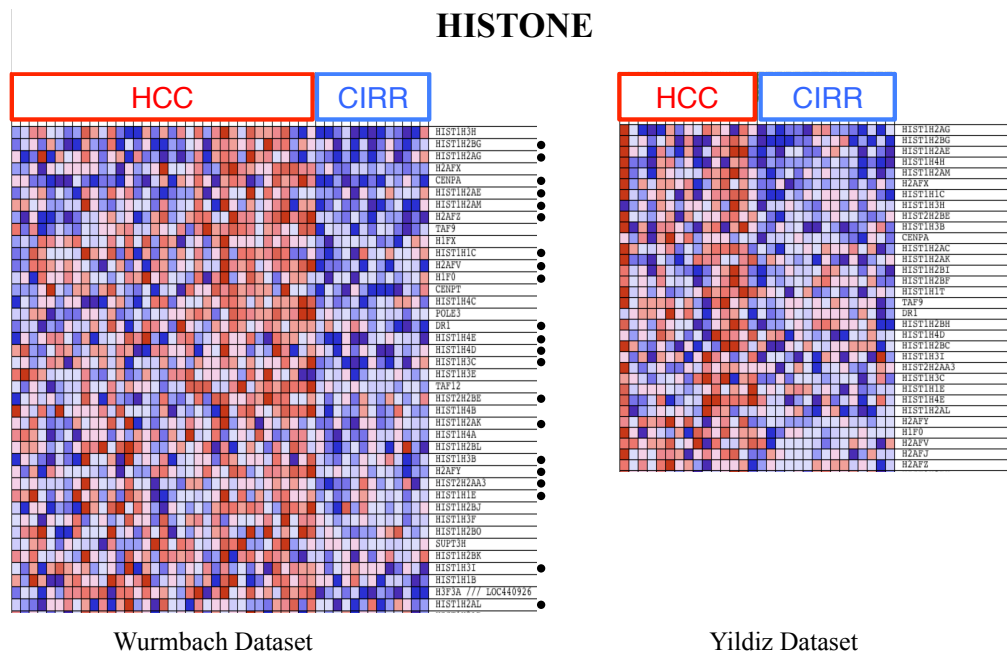 HISTONE
HCC CIRR
HIST1H3H
HIST1H2BG
HIST1H2AG
H2AFX
CENPA
HIST1H2AE
HIST1H2AM
H2AFZ
TAF9
H1FX
HIST1H1C
H2AFV
H1F0
CENPT
HIST1H4C
POLE3
DR1
HIST1H4E
HIST1H4D
HIST1H3C
HIST1H3E
TAF12
HIST2H2BE
HIST1H4B
HIST1H2AK
HIST1H4A
HIST1H2BL
HIST1H3B
H2AFY
HIST2H2AA3
HIST1H1E
HIST1H2BJ
HIST1H3F
HIST1H2BO
SUPT3H
HIST1H2BK
HIST1H3I
HIST1H1B
H3F3A /// LOC440926
HIST1H2AL
Wurmbach Dataset
HCC CIRR
HIST1H2AG
HIST1H2BG
HIST1H2AE
HIST1H4H
HIST1H2AM
H2AFX
HIST1H1C
HIST1H3H
HIST2H2BE
HIST1H3B
CENPA
HIST1H2AC
HIST1H2AK
HIST1H2BI
HIST1H2BF
HIST1H1T
TAF9
DR1
HIST1H2BH
HIST1H4D
HIST1H2BC
HIST1H3I
HIST2H2AA3
HIST1H3C
HIST1H1E
HIST1H4E
HIST1H2AL
H2AFY
H1F0
H2AFV
H2AFJ
H2AFZ
Yildiz Dataset